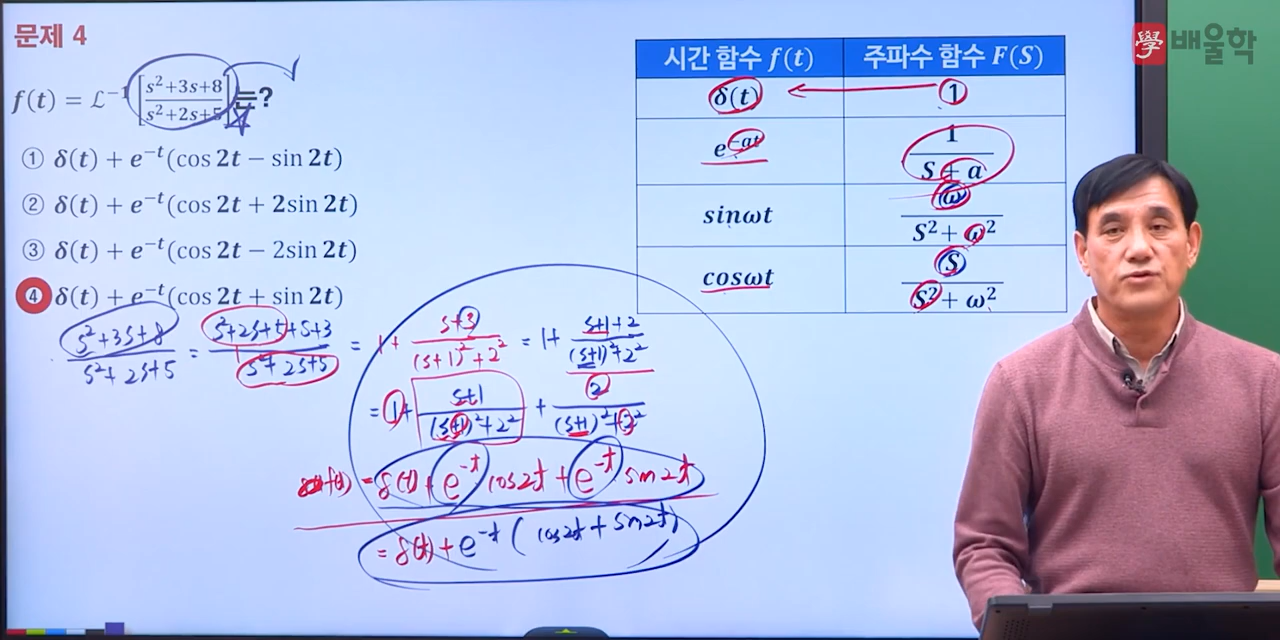 문제 4
f(t) = ℒ⁻¹[(s²+3s+8)/(s²+2s+5)] = ?
① δ(t) + e⁻ᵗ(cos 2t − sin 2t)
② δ(t) + e⁻ᵗ(cos 2t + 2sin 2t)
③ δ(t) + e⁻ᵗ(cos 2t − 2sin 2t)
④ δ(t) + e⁻ᵗ(cos 2t + sin 2t)
(s²+3s+8)/(s²+2s+5) = (s²+2s+5+s+3)/(s²+2s+5) = 1+ (s+3)/((s+1)²+2²) = 1+ (s+1+2)/((s+1)²+2²)
= 1+ (s+1)/((s+1)²+2²) + 2/((s+1)²+2²)
f(t) = δ(t)+e⁻ᵗ cos2t + e⁻ᵗ sin2t
= δ(t)+e⁻ᵗ(cos2t+sin2t)
시간 함수 f(t) 주파수 함수 F(S)
δ(t) 1
e⁻ᵃᵗ 1/(S+a)
sinωt ω/(S²+ω²)
cosωt S/(S²+ω²)
學 배울학